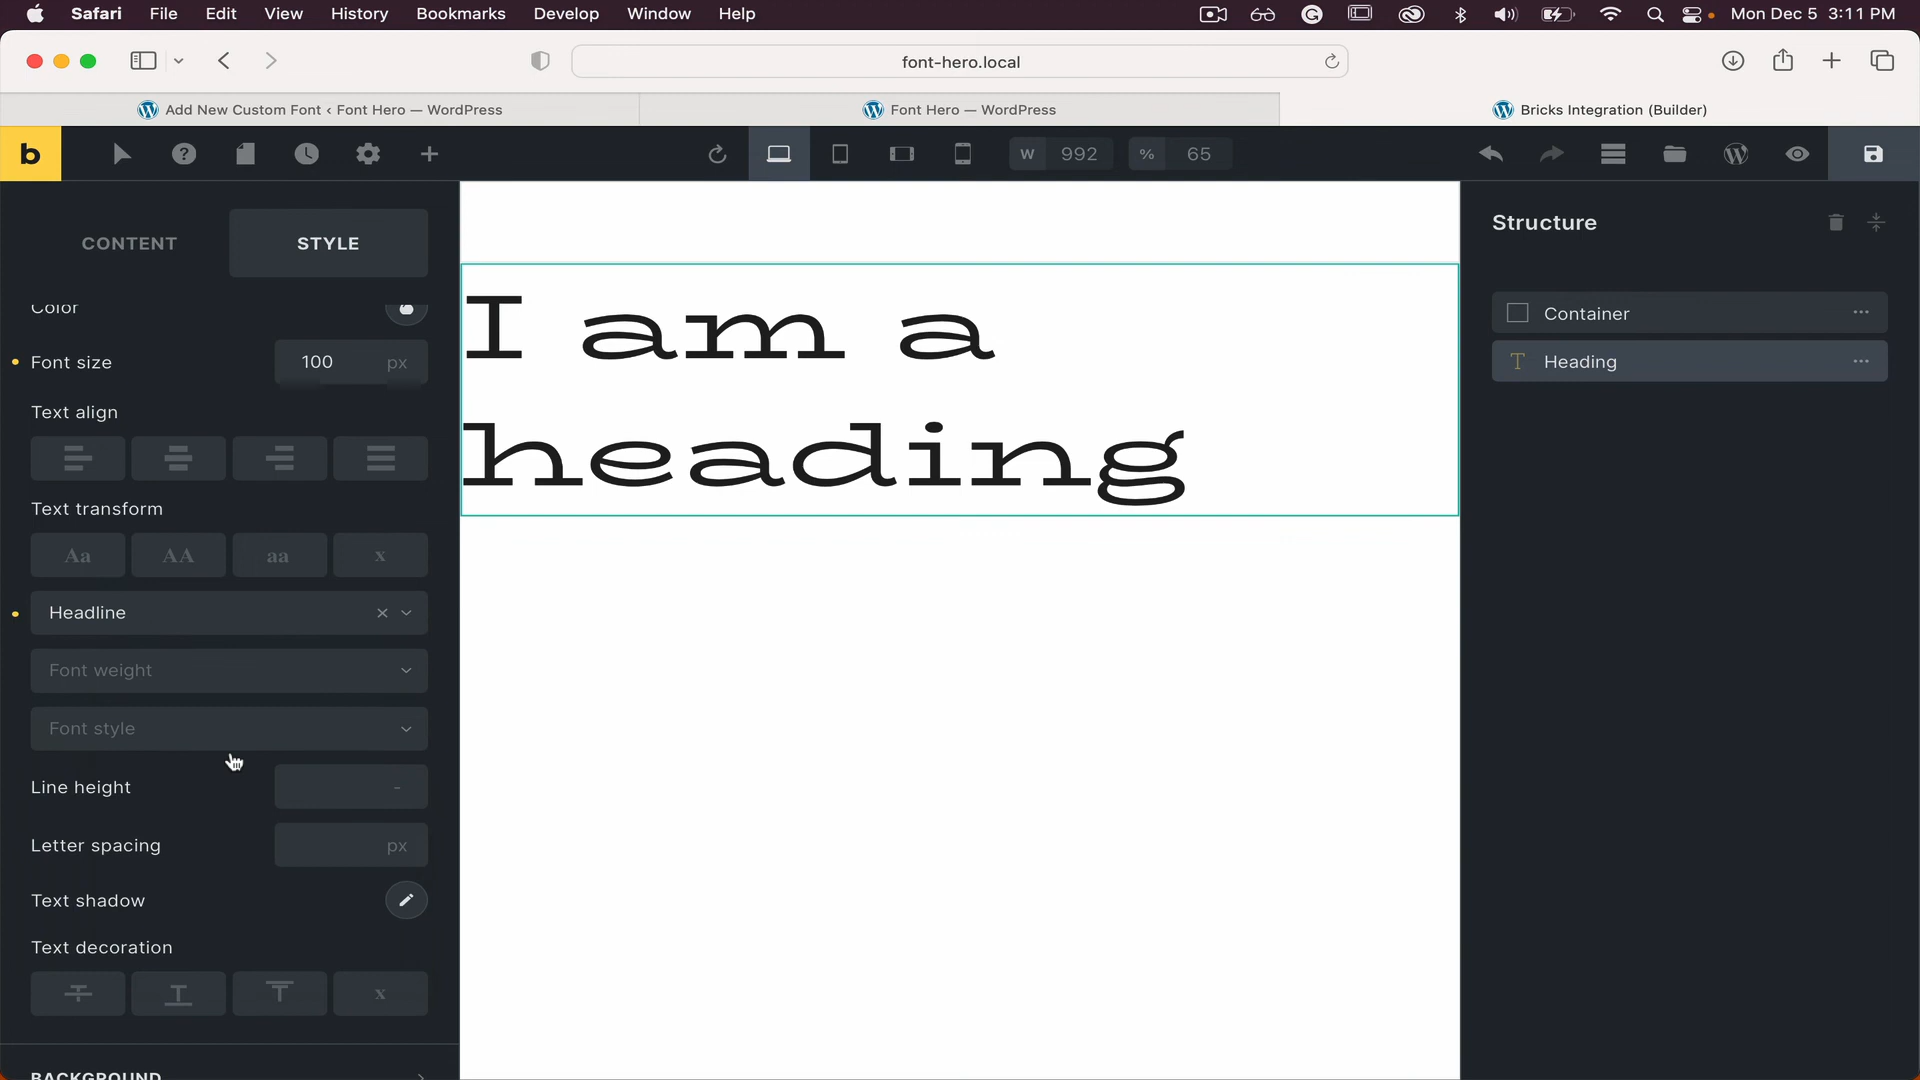 Safari File Edit View History Bookmarks Develop Window Help Mon Dec 5 3:11 PM
font-hero.local
Add New Custom Font ‹ Font Hero — WordPress
Font Hero — WordPress
Bricks Integration (Builder)
b
W 992 % 65
CONTENT STYLE
Color
Font size 100 px
Text align
Text transform
Aa AA aa x
Headline
Font weight
Font style
Line height -
Letter spacing px
Text shadow
Text decoration
x
BACKGROUND
I am a
heading
Structure
Container
Heading